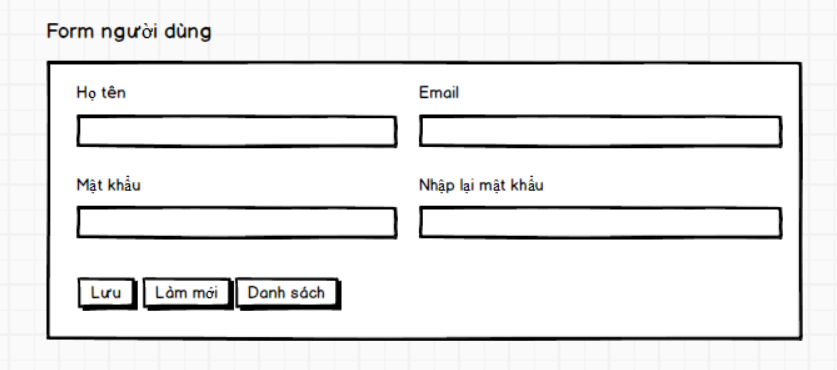 Form người dùng
Họ tên Email
Mật khẩu Nhập lại mật khẩu
Lưu Làm mới Danh sách